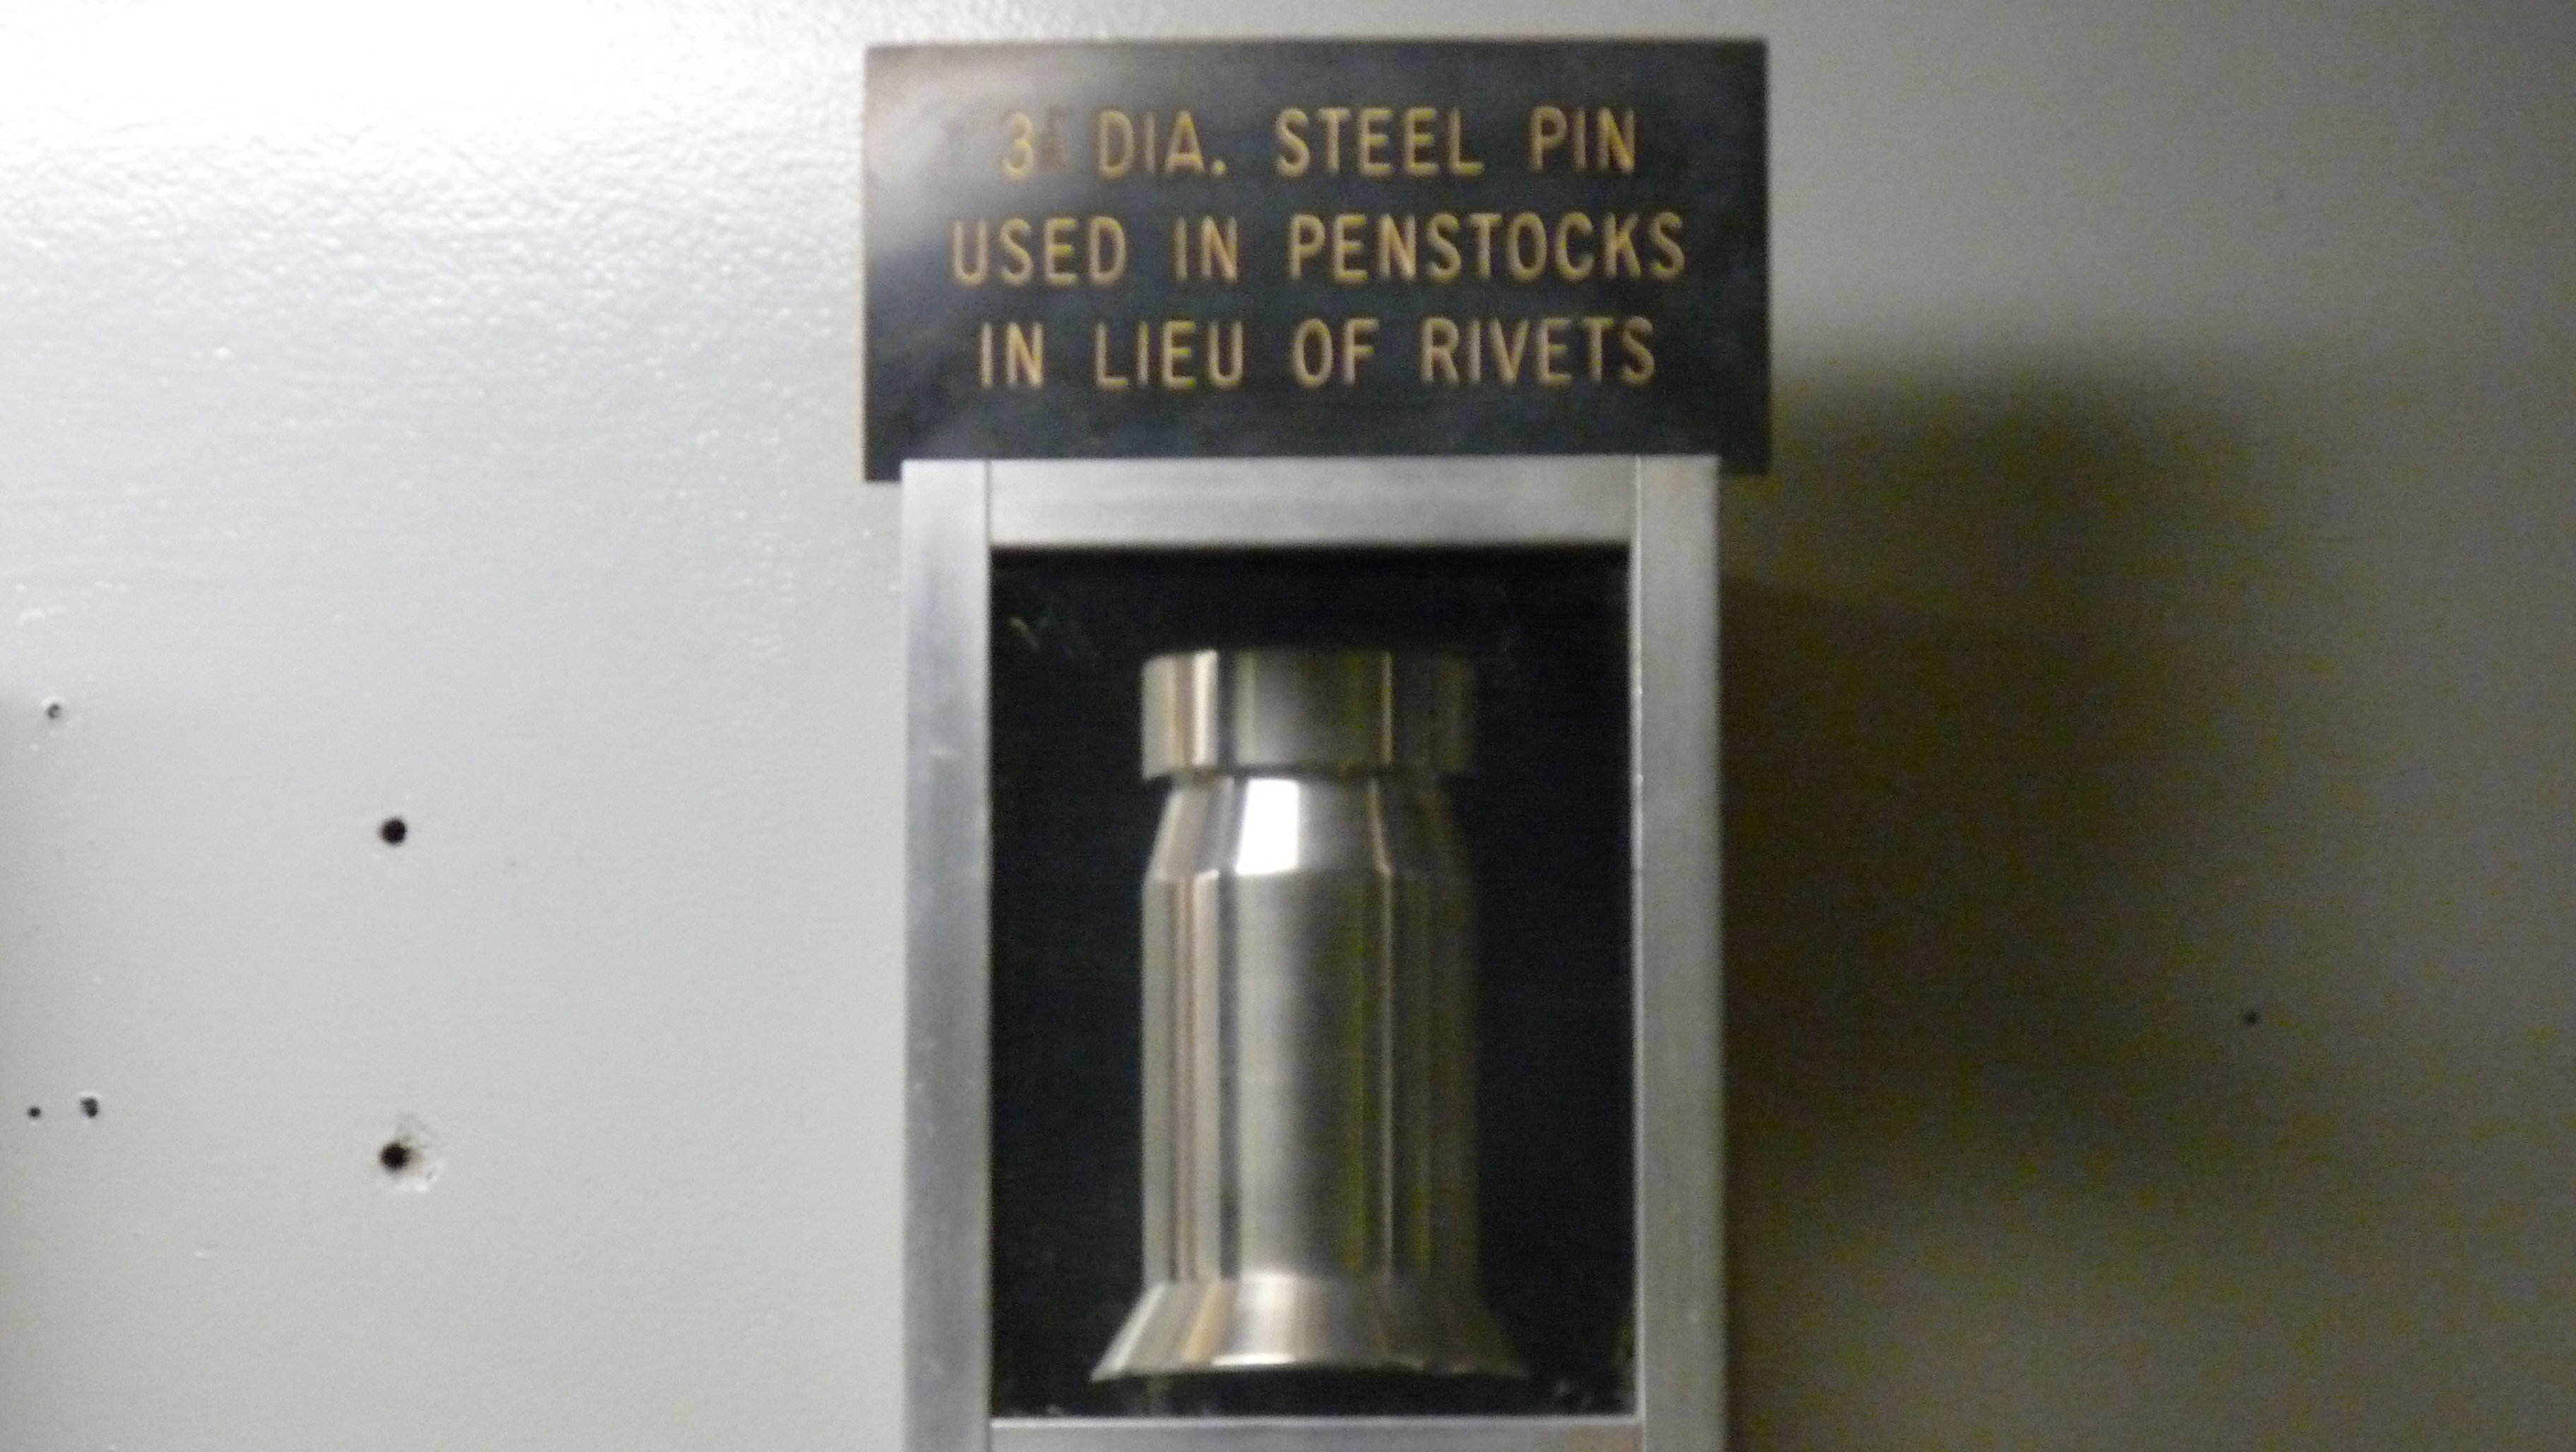 3 DIA. STEEL PIN
USED IN PENSTOCKS
IN LIEU OF RIVETS